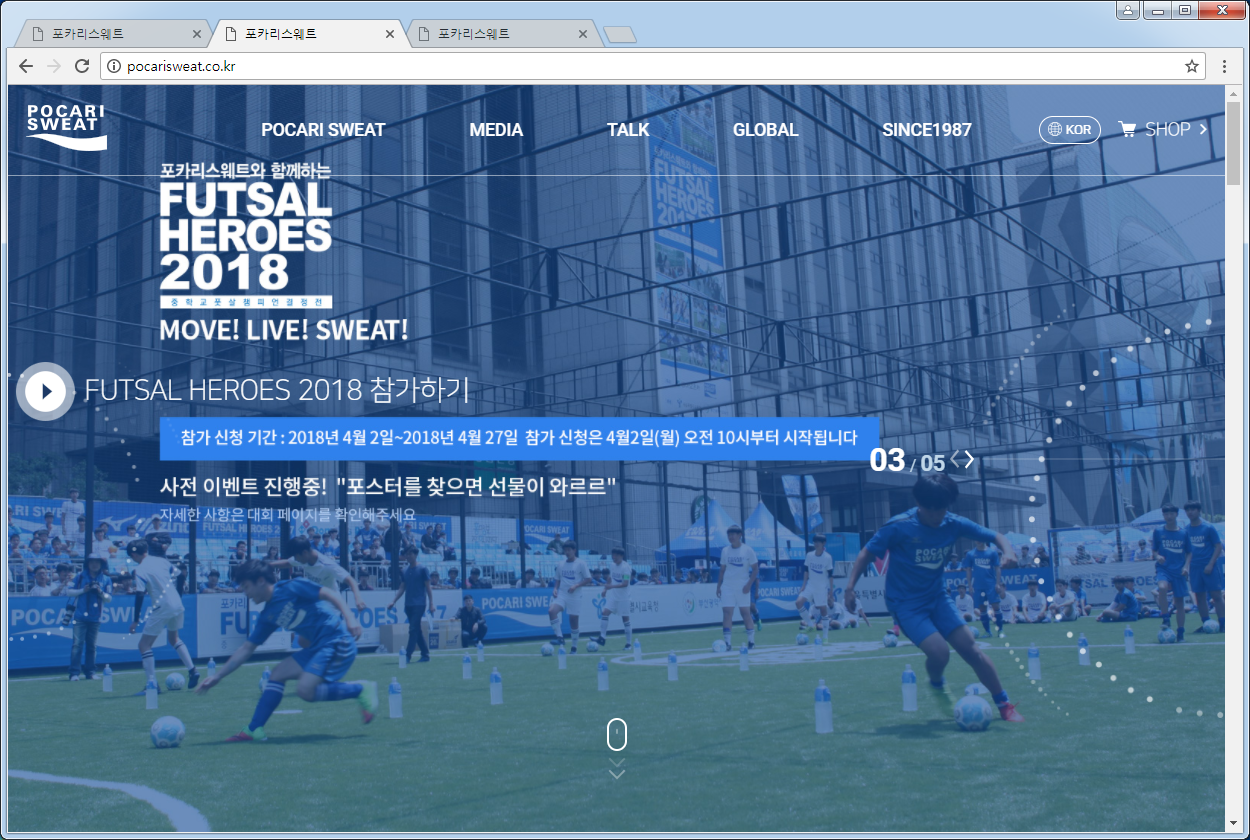 포카리스웨트
포카리스웨트
포카리스웨트
pocarisweat.co.kr
POCARI
SWEAT
POCARI SWEAT
MEDIA
TALK
GLOBAL
SINCE1987
KOR
SHOP
포카리스웨트와 함께하는
FUTSAL
HEROES
2018
중학교풋살챔피언결정전
MOVE! LIVE! SWEAT!
FUTSAL HEROES 2018 참가하기
참가 신청 기간 : 2018년 4월 2일~2018년 4월 27일 참가 신청은 4월2일(월) 오전 10시부터 시작됩니다
03 / 05
사전 이벤트 진행중! "포스터를 찾으면 선물이 와르르"
자세한 사항은 대회 페이지를 확인해주세요
FUTSAL
HEROES
POCARI SWEAT
POCARI
SWEAT
POCARI SWEAT